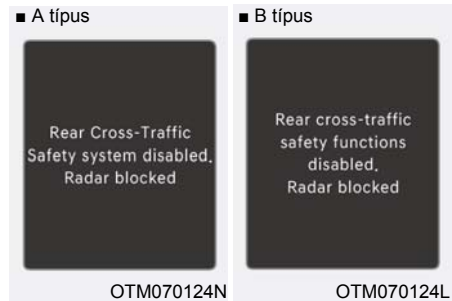 ■ A típus
Rear Cross-Traffic
Safety system disabled.
Radar blocked
OTM070124N
■ B típus
Rear cross-traffic
safety functions
disabled.
Radar blocked
OTM070124L